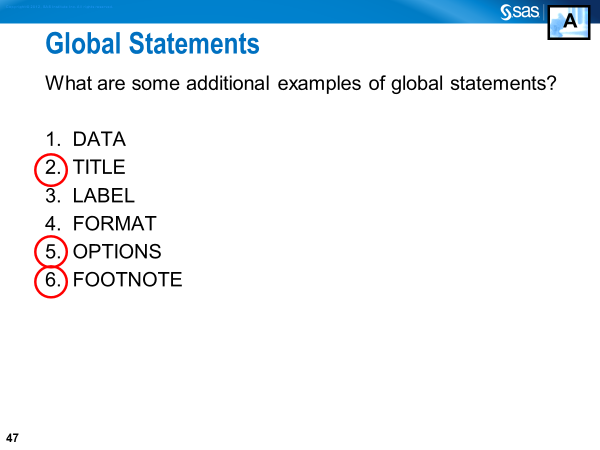 sas
A
Global Statements
What are some additional examples of global statements?
1. DATA
2. TITLE
3. LABEL
4. FORMAT
5. OPTIONS
6. FOOTNOTE
47